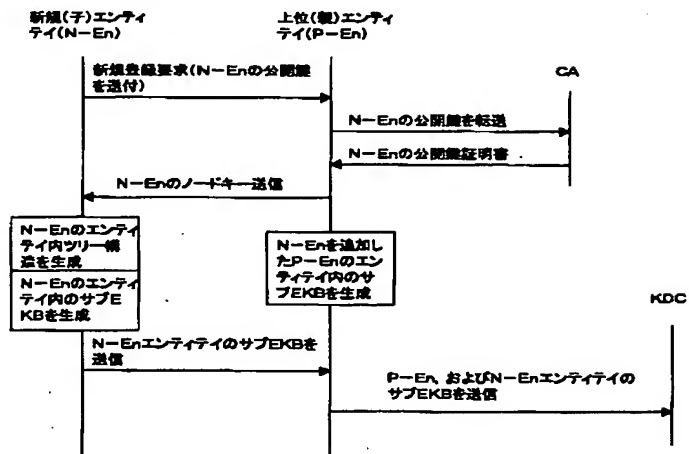 新規(子)エンティ
テイ(N-En)
上位(親)エンティ
テイ(P-En)
新規登録要求(N-Enの公開鍵
を送付)
CA
N-Enの公開鍵を転送
N-Enの公開鍵証明書
N-Enのノードキー送信
N-Enのエンティ
テイ内ツリー構
造を生成
N-Enのエンティ
テイ内のサブE
KBを生成
N-Enを追加し
たP-Enのエン
ティテイ内のサ
ブEKBを生成
KDC
N-EnエンティテイのサブEKBを
送信
P-En、およびN-Enエンティテイの
サブEKBを送信